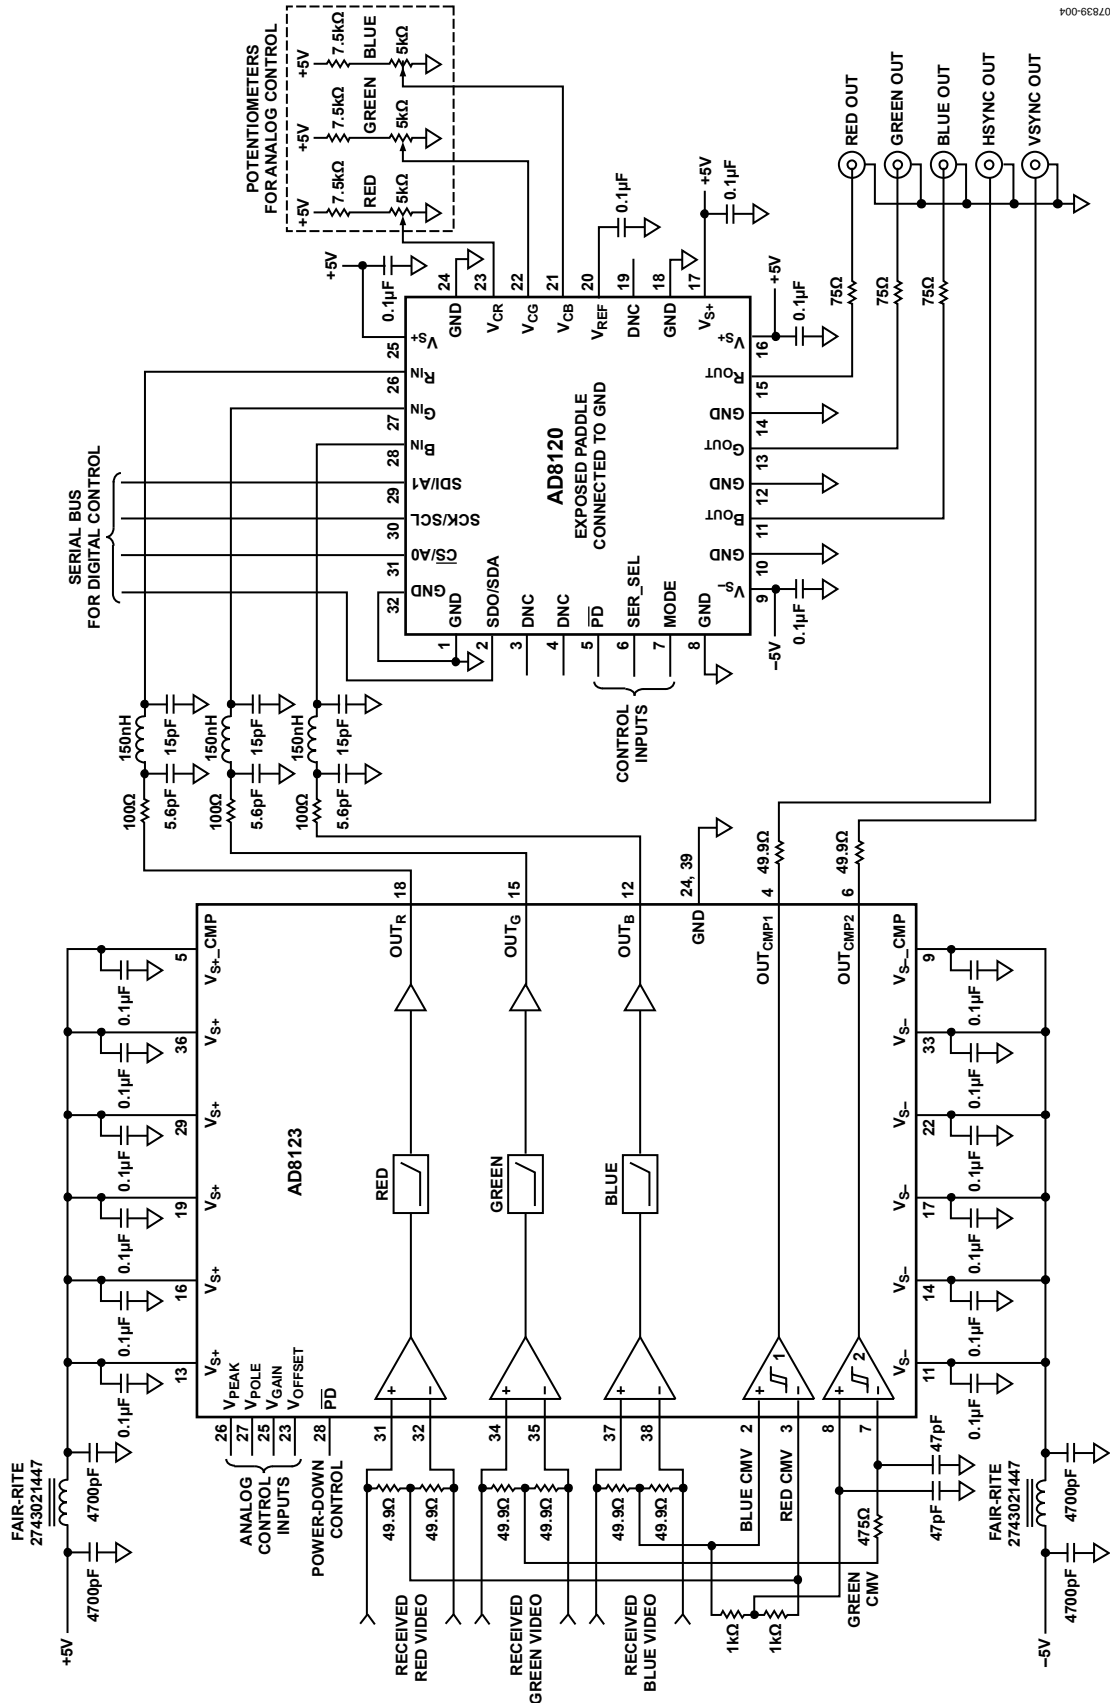 +5V
4700pF
FAIR-RITE
2743021447
4700pF
0.1µF
0.1µF
0.1µF
0.1µF
0.1µF
0.1µF
13
16
19
29
36
5
VS+
VS+
VS+
VS+
VS+
VS+_CMP
26
27
25
23
VPEAK
VPOLE
VGAIN
VOFFSET
ANALOG
CONTROL
INPUTS
28
PD
POWER-DOWN
CONTROL
AD8123
RECEIVED
RED VIDEO
49.9Ω
49.9Ω
31
32
+
–
RED
OUTR
18
RECEIVED
GREEN VIDEO
49.9Ω
49.9Ω
34
35
+
–
GREEN
OUTG
15
RECEIVED
BLUE VIDEO
49.9Ω
49.9Ω
37
38
+
–
BLUE
OUTB
12
24, 39
GND
1kΩ
1kΩ
BLUE CMV
RED CMV
2
3
+
–
1
OUTCMP1
4
49.9Ω
GREEN
CMV
475Ω
47pF
47pF
8
7
+
–
2
OUTCMP2
6
49.9Ω
VS–
VS–
VS–
VS–
VS–
VS–_CMP
11
14
17
22
33
9
0.1µF
0.1µF
0.1µF
0.1µF
0.1µF
0.1µF
–5V
4700pF
FAIR-RITE
2743021447
4700pF
100Ω
5.6pF
150nH
15pF
100Ω
5.6pF
150nH
15pF
100Ω
5.6pF
150nH
15pF
SERIAL BUS
FOR DIGITAL CONTROL
32
31
30
29
28
27
26
25
GND
CS/A0
SCK/SCL
SDI/A1
BIN
GIN
RIN
VS+
1
GND
2
SDO/SDA
3
DNC
4
DNC
5
PD
6
SER_SEL
7
MODE
8
GND
CONTROL
INPUTS
AD8120
EXPOSED PADDLE
CONNECTED TO GND
GND
24
VCR
23
VCG
22
VCB
21
VREF
20
DNC
19
GND
18
VS+
17
VS–
GND
BOUT
GND
GOUT
GND
ROUT
VS+
9
10
11
12
13
14
15
16
–5V
0.1µF
+5V
0.1µF
+5V
0.1µF
0.1µF
+5V
0.1µF
POTENTIOMETERS
FOR ANALOG CONTROL
+5V
7.5kΩ
RED
5kΩ
+5V
7.5kΩ
GREEN
5kΩ
+5V
7.5kΩ
BLUE
5kΩ
75Ω
75Ω
75Ω
RED OUT
GREEN OUT
BLUE OUT
HSYNC OUT
VSYNC OUT
07839-004